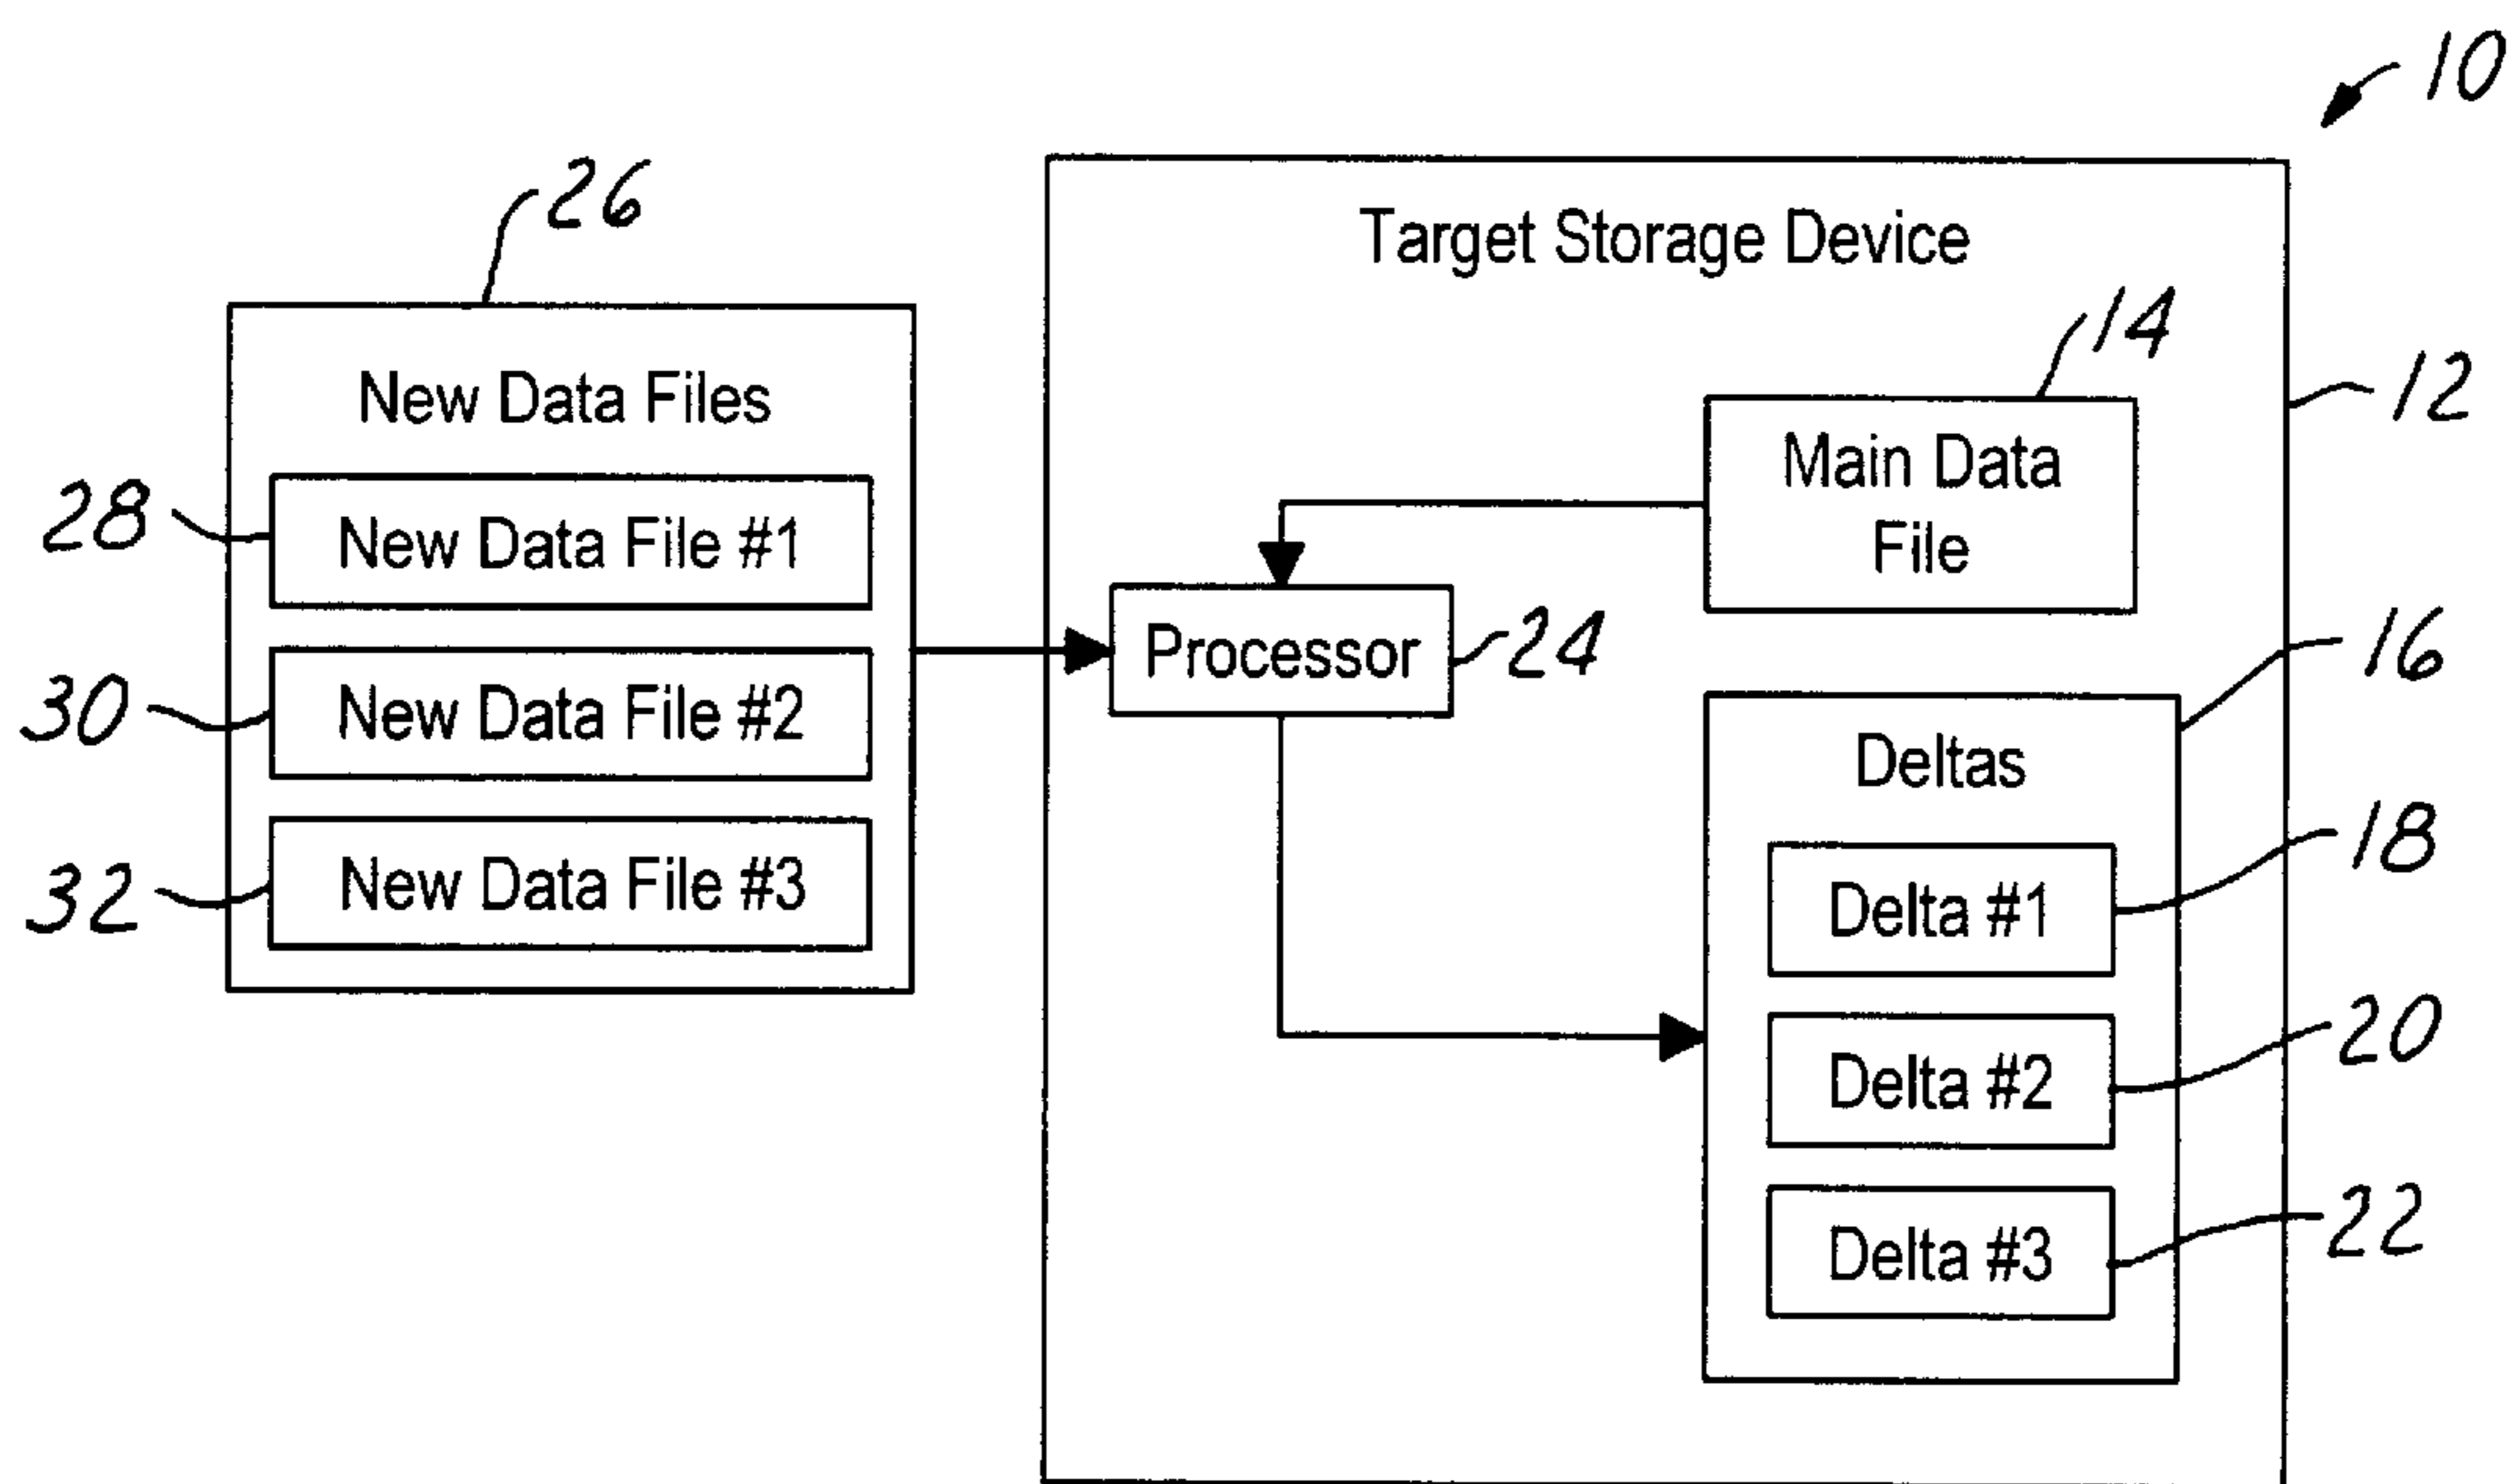 10
26
Target Storage Device
14
12
New Data Files
Main Data
File
28
New Data File #1
Processor
24
16
30
New Data File #2
Deltas
18
32
New Data File #3
Delta #1
20
Delta #2
22
Delta #3